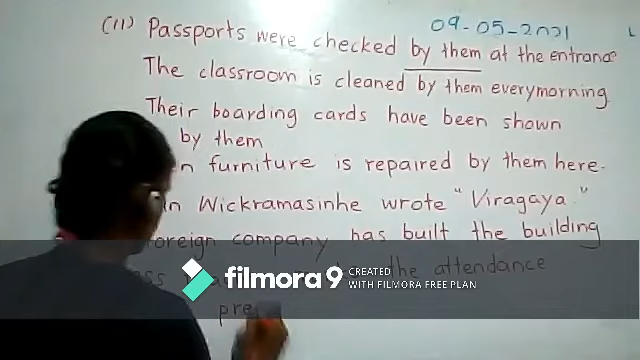 09-05-2021
(11) Passports were checked by them at the entrance
The classroom is cleaned by them everymorning
Their boarding cards have been shown
by them
furniture is repaired by them here.
Wickramasinhe wrote "Viragaya."
foreign company has built the building
the attendance
filmora 9 CREATED
WITH FILMORA FREE PLAN